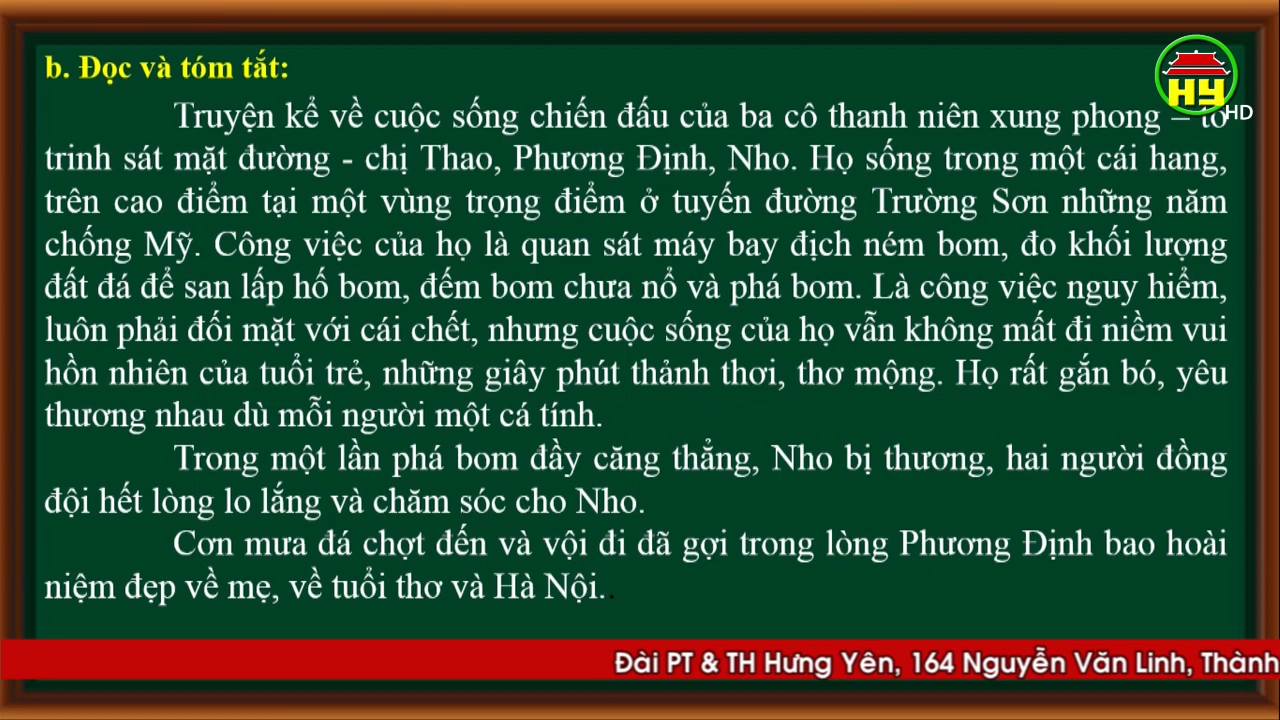 b. Đọc và tóm tắt:
Truyện kể về cuộc sống chiến đấu của ba cô thanh niên xung phong – tổ
trinh sát mặt đường - chị Thao, Phương Định, Nho. Họ sống trong một cái hang,
trên cao điểm tại một vùng trọng điểm ở tuyến đường Trường Sơn những năm
chống Mỹ. Công việc của họ là quan sát máy bay địch ném bom, đo khối lượng
đất đá để san lấp hố bom, đếm bom chưa nổ và phá bom. Là công việc nguy hiểm,
luôn phải đối mặt với cái chết, nhưng cuộc sống của họ vẫn không mất đi niềm vui
hồn nhiên của tuổi trẻ, những giây phút thảnh thơi, thơ mộng. Họ rất gắn bó, yêu
thương nhau dù mỗi người một cá tính.
Trong một lần phá bom đầy căng thẳng, Nho bị thương, hai người đồng
đội hết lòng lo lắng và chăm sóc cho Nho.
Cơn mưa đá chợt đến và vội đi đã gợi trong lòng Phương Định bao hoài
niệm đẹp về mẹ, về tuổi thơ và Hà Nội..
HY
HD
Đài PT & TH Hưng Yên, 164 Nguyễn Văn Linh, Thành